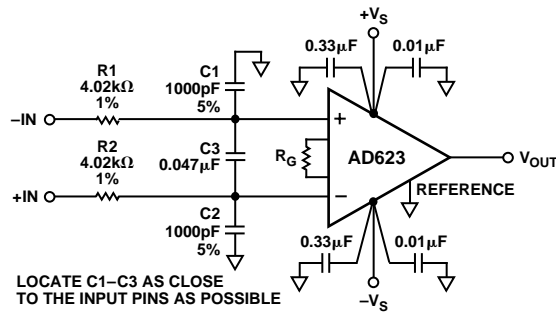 +VS
0.33µF
0.01µF
R1
4.02kΩ
1%
C1
1000pF
5%
–IN
+
R2
4.02kΩ
1%
C3
0.047µF
RG
AD623
VOUT
+IN
–
REFERENCE
C2
1000pF
5%
0.33µF
0.01µF
LOCATE C1–C3 AS CLOSE
TO THE INPUT PINS AS POSSIBLE
–VS